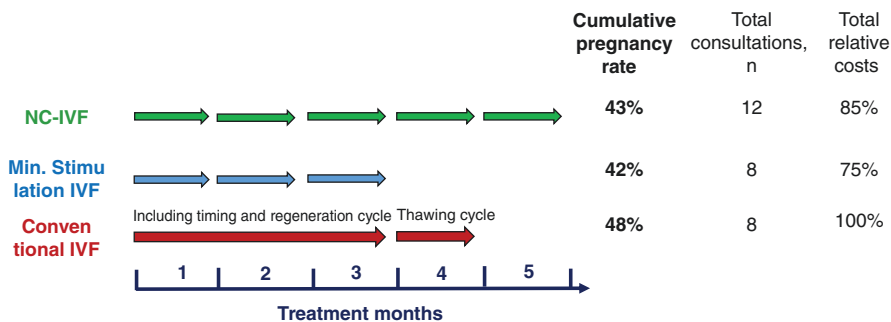 Cumulative pregnancy rate
Total consultations, n
Total relative costs
NC-IVF
43%
12
85%
Min. Stimu
lation IVF
42%
8
75%
Including timing and regeneration cycle
Thawing cycle
Conven
tional IVF
48%
8
100%
1 2 3 4 5
Treatment months